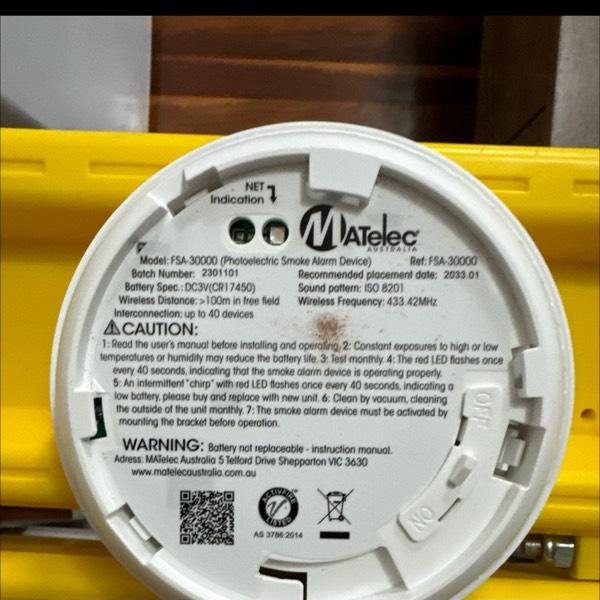 NET
Indication
MATelec
AUSTRALIA
Model: FSA-30000 (Photoelectric Smoke Alarm Device) Ref: FSA-30000
Batch Number: 2301101 Recommended placement date: 2033.01
Battery Spec.: DC3V(CR17450) Sound pattern: ISO 8201
Wireless Distance: >100m in free field Wireless Frequency: 433.42MHz
Interconnection: up to 40 devices
CAUTION:
1: Read the user's manual before installing and operating. 2: Constant exposures to high or low
temperatures or humidity may reduce the battery life. 3: Test monthly. 4: The red LED flashes once
every 40 seconds, indicating that the smoke alarm device is operating properly.
5: An intermittent "chirp" with red LED flashes once every 40 seconds, indicating a
low battery, please buy and replace with new unit. 6: Clean by vacuum, cleaning
the outside of the unit monthly. 7: The smoke alarm device must be activated by
mounting the bracket before operation.
OFF
WARNING: Battery not replaceable - instruction manual.
Adress: MATelec Australia 5 Telford Drive Shepparton VIC 3630
www.matelecaustralia.com.au
ON
ACTIVFIRE
LISTED
AS 3786:2014